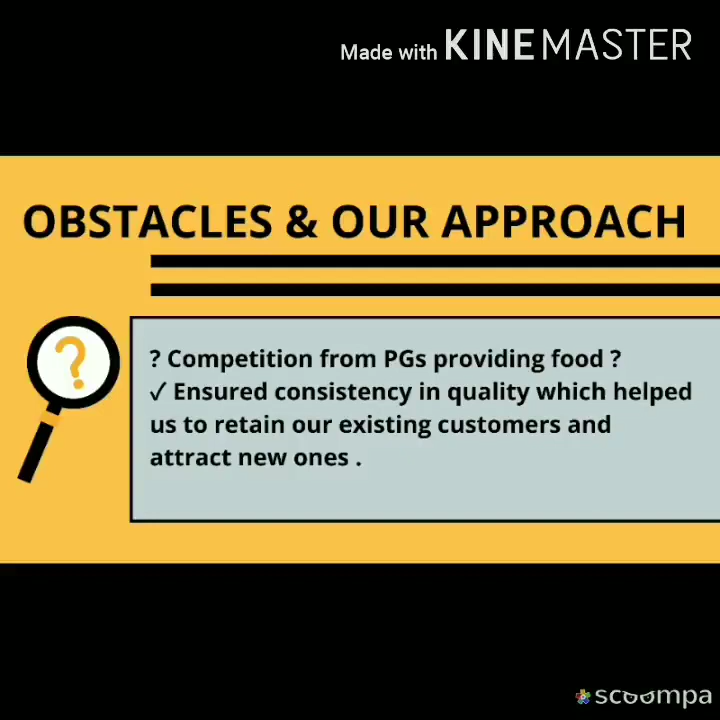 Made with KINEMASTER
OBSTACLES & OUR APPROACH
?
? Competition from PGs providing food ?
✓ Ensured consistency in quality which helped
us to retain our existing customers and
attract new ones .
scoompa